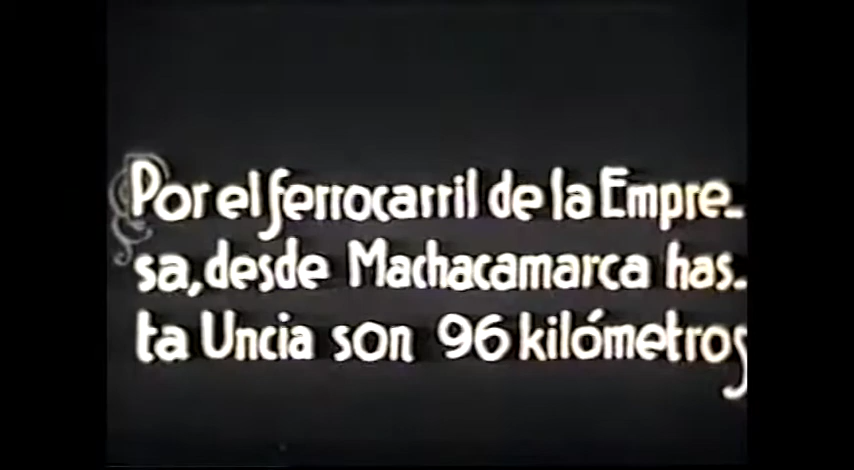 Por el ferrocarril de la Empre-
sa, desde Machacamarca has-
ta Uncia son 96 kilómetros